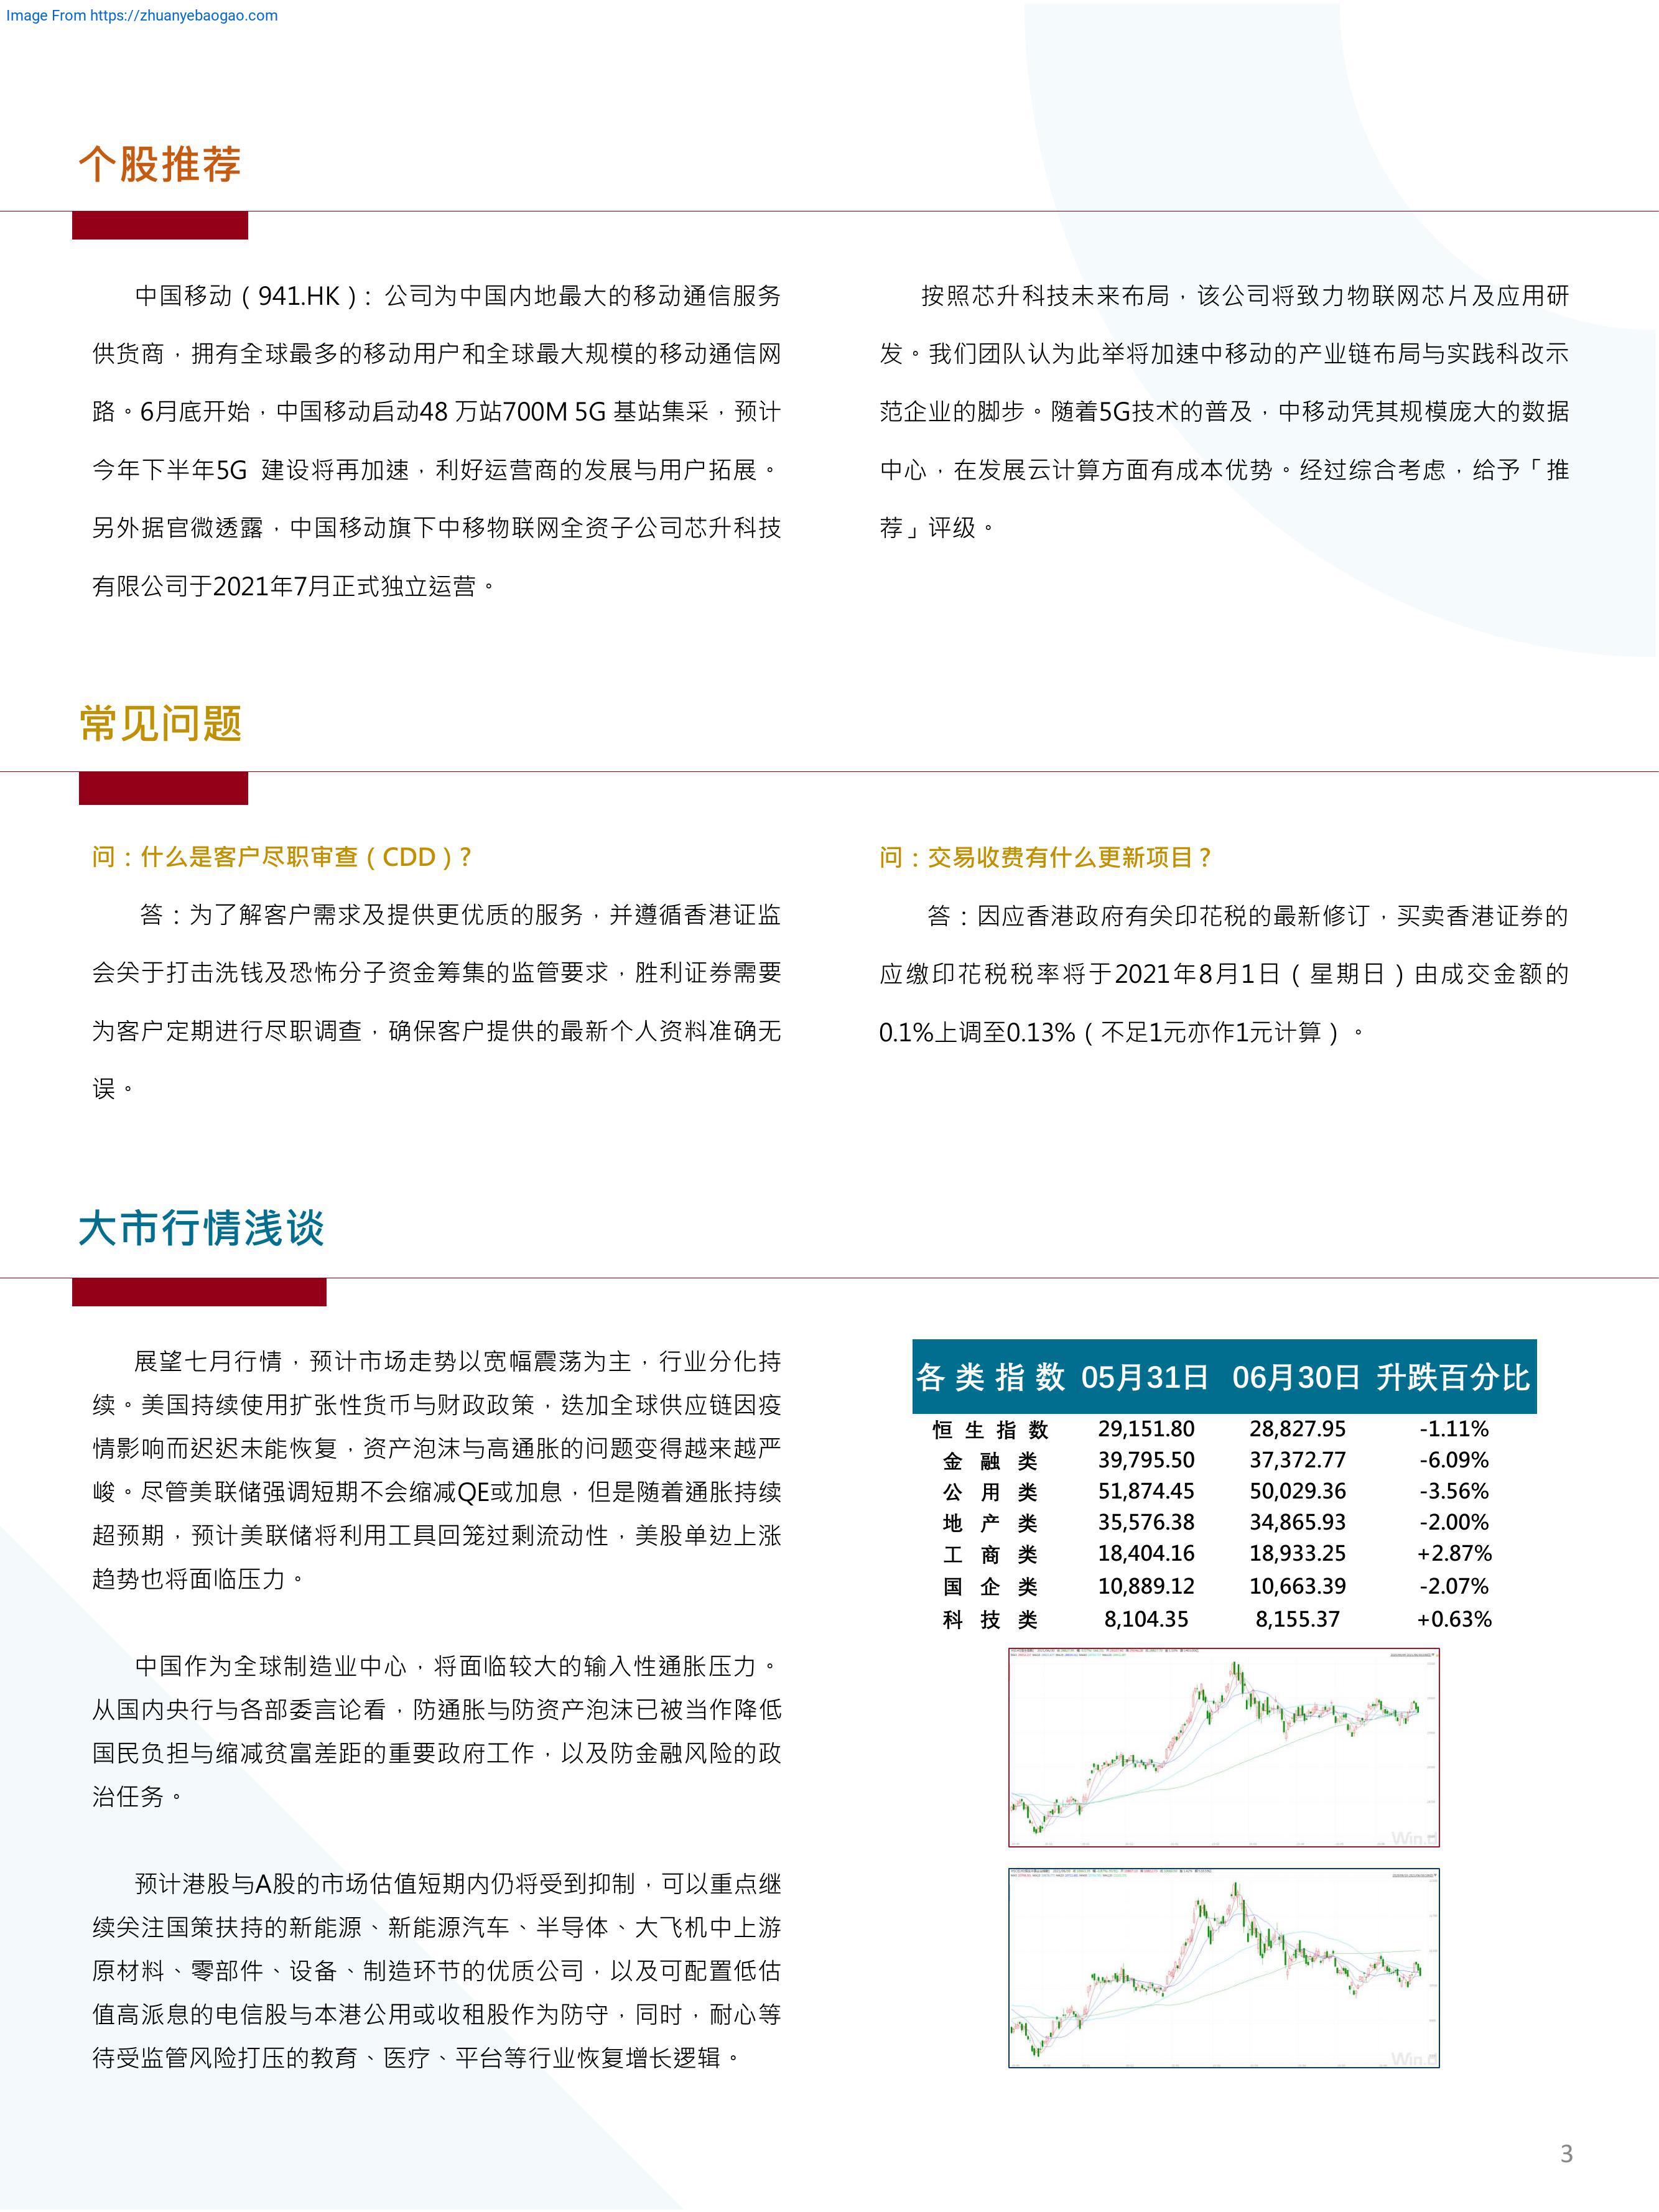 Image From https://zhuanyebaogao.com
个股推荐
中国移动（941.HK）：公司为中国内地最大的移动通信服务
供货商，拥有全球最多的移动用户和全球最大规模的移动通信网
路。6月底开始，中国移动启动48 万站700M 5G 基站集采，预计
今年下半年5G 建设将再加速，利好运营商的发展与用户拓展。
另外据官微透露，中国移动旗下中移物联网全资子公司芯升科技
有限公司于2021年7月正式独立运营。
按照芯升科技未来布局，该公司将致力物联网芯片及应用研
发。我们团队认为此举将加速中移动的产业链布局与实践科改示
范企业的脚步。随着5G技术的普及，中移动凭其规模庞大的数据
中心，在发展云计算方面有成本优势。经过综合考虑，给予「推
荐」评级。
常见问题
问：什么是客户尽职审查（CDD）？
答：为了解客户需求及提供更优质的服务，并遵循香港证监
会关于打击洗钱及恐怖分子资金筹集的监管要求，胜利证券需要
为客户定期进行尽职调查，确保客户提供的最新个人资料准确无
误。
问：交易收费有什么更新项目？
答：因应香港政府有关印花税的最新修订，买卖香港证券的
应缴印花税税率将于2021年8月1日（星期日）由成交金额的
0.1%上调至0.13%（不足1元亦作1元计算）。
大市行情浅谈
展望七月行情，预计市场走势以宽幅震荡为主，行业分化持
续。美国持续使用扩张性货币与财政政策，迭加全球供应链因疫
情影响而迟迟未能恢复，资产泡沫与高通胀的问题变得越来越严
峻。尽管美联储强调短期不会缩减QE或加息，但是随着通胀持续
超预期，预计美联储将利用工具回笼过剩流动性，美股单边上涨
趋势也将面临压力。
中国作为全球制造业中心，将面临较大的输入性通胀压力。
从国内央行与各部委言论看，防通胀与防资产泡沫已被当作降低
国民负担与缩减贫富差距的重要政府工作，以及防金融风险的政
治任务。
预计港股与A股的市场估值短期内仍将受到抑制，可以重点继
续关注国策扶持的新能源、新能源汽车、半导体、大飞机中上游
原材料、零部件、设备、制造环节的优质公司，以及可配置低估
值高派息的电信股与本港公用或收租股作为防守，同时，耐心等
待受监管风险打压的教育、医疗、平台等行业恢复增长逻辑。
各类指数 05月31日 06月30日 升跌百分比
恒生指数 29,151.80 28,827.95 -1.11%
金融类 39,795.50 37,372.77 -6.09%
公用类 51,874.45 50,029.36 -3.56%
地产类 35,576.38 34,865.93 -2.00%
工商类 18,404.16 18,933.25 +2.87%
国企类 10,889.12 10,663.39 -2.07%
科技类 8,104.35 8,155.37 +0.63%
Win.d
Win.d
3